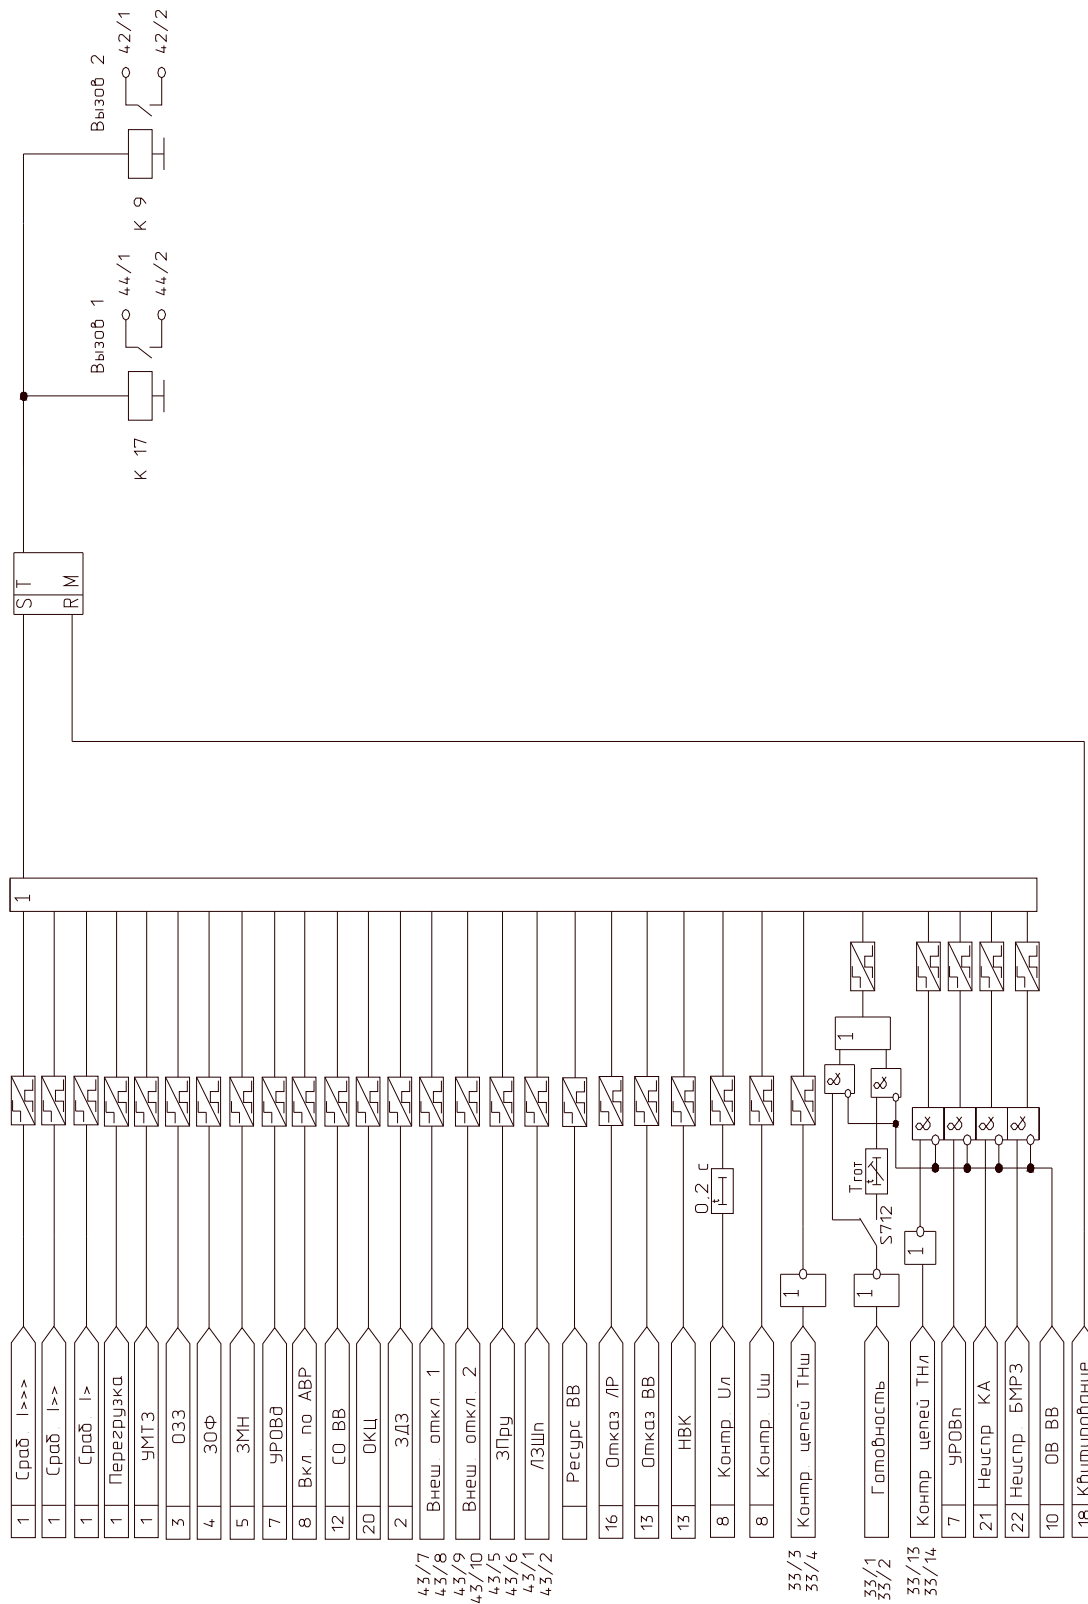 Вызов 2
42/1
42/2
К 9
Вызов 1
44/1
44/2
К 17
S T
R M
1
1
&
&
&
&
&
&
0,2 с
Tгот
t
t
S712
1
1
1
1 Сраб. I>>>
1 Сраб I>>
1 Сраб. I>
1 Перегрузка
1 УМТЗ
3 ОЗЗ
4 ЗОФ
5 ЗМН
7 УРОВд
8 Вкл. по АВР
12 СО ВВ
20 ОКЦ
2 ЗДЗ
43/7
43/8
Внеш. откл. 1
43/9
43/10
Внеш. откл. 2
43/5
43/6
ЗПру
43/1
43/2
ЛЗШп
Ресурс ВВ
16 Отказ ЛР
13 Отказ ВВ
13 НВК
8 Контр Uл
8 Контр. Uш
33/3
33/4
Контр. цепей ТНш
33/1
33/2
Готовность
33/13
33/14
Контр цепей ТНл
7 УРОВп
21 Неиспр КА
22 Неиспр БМРЗ
10 ОВ ВВ
18 Квитирование